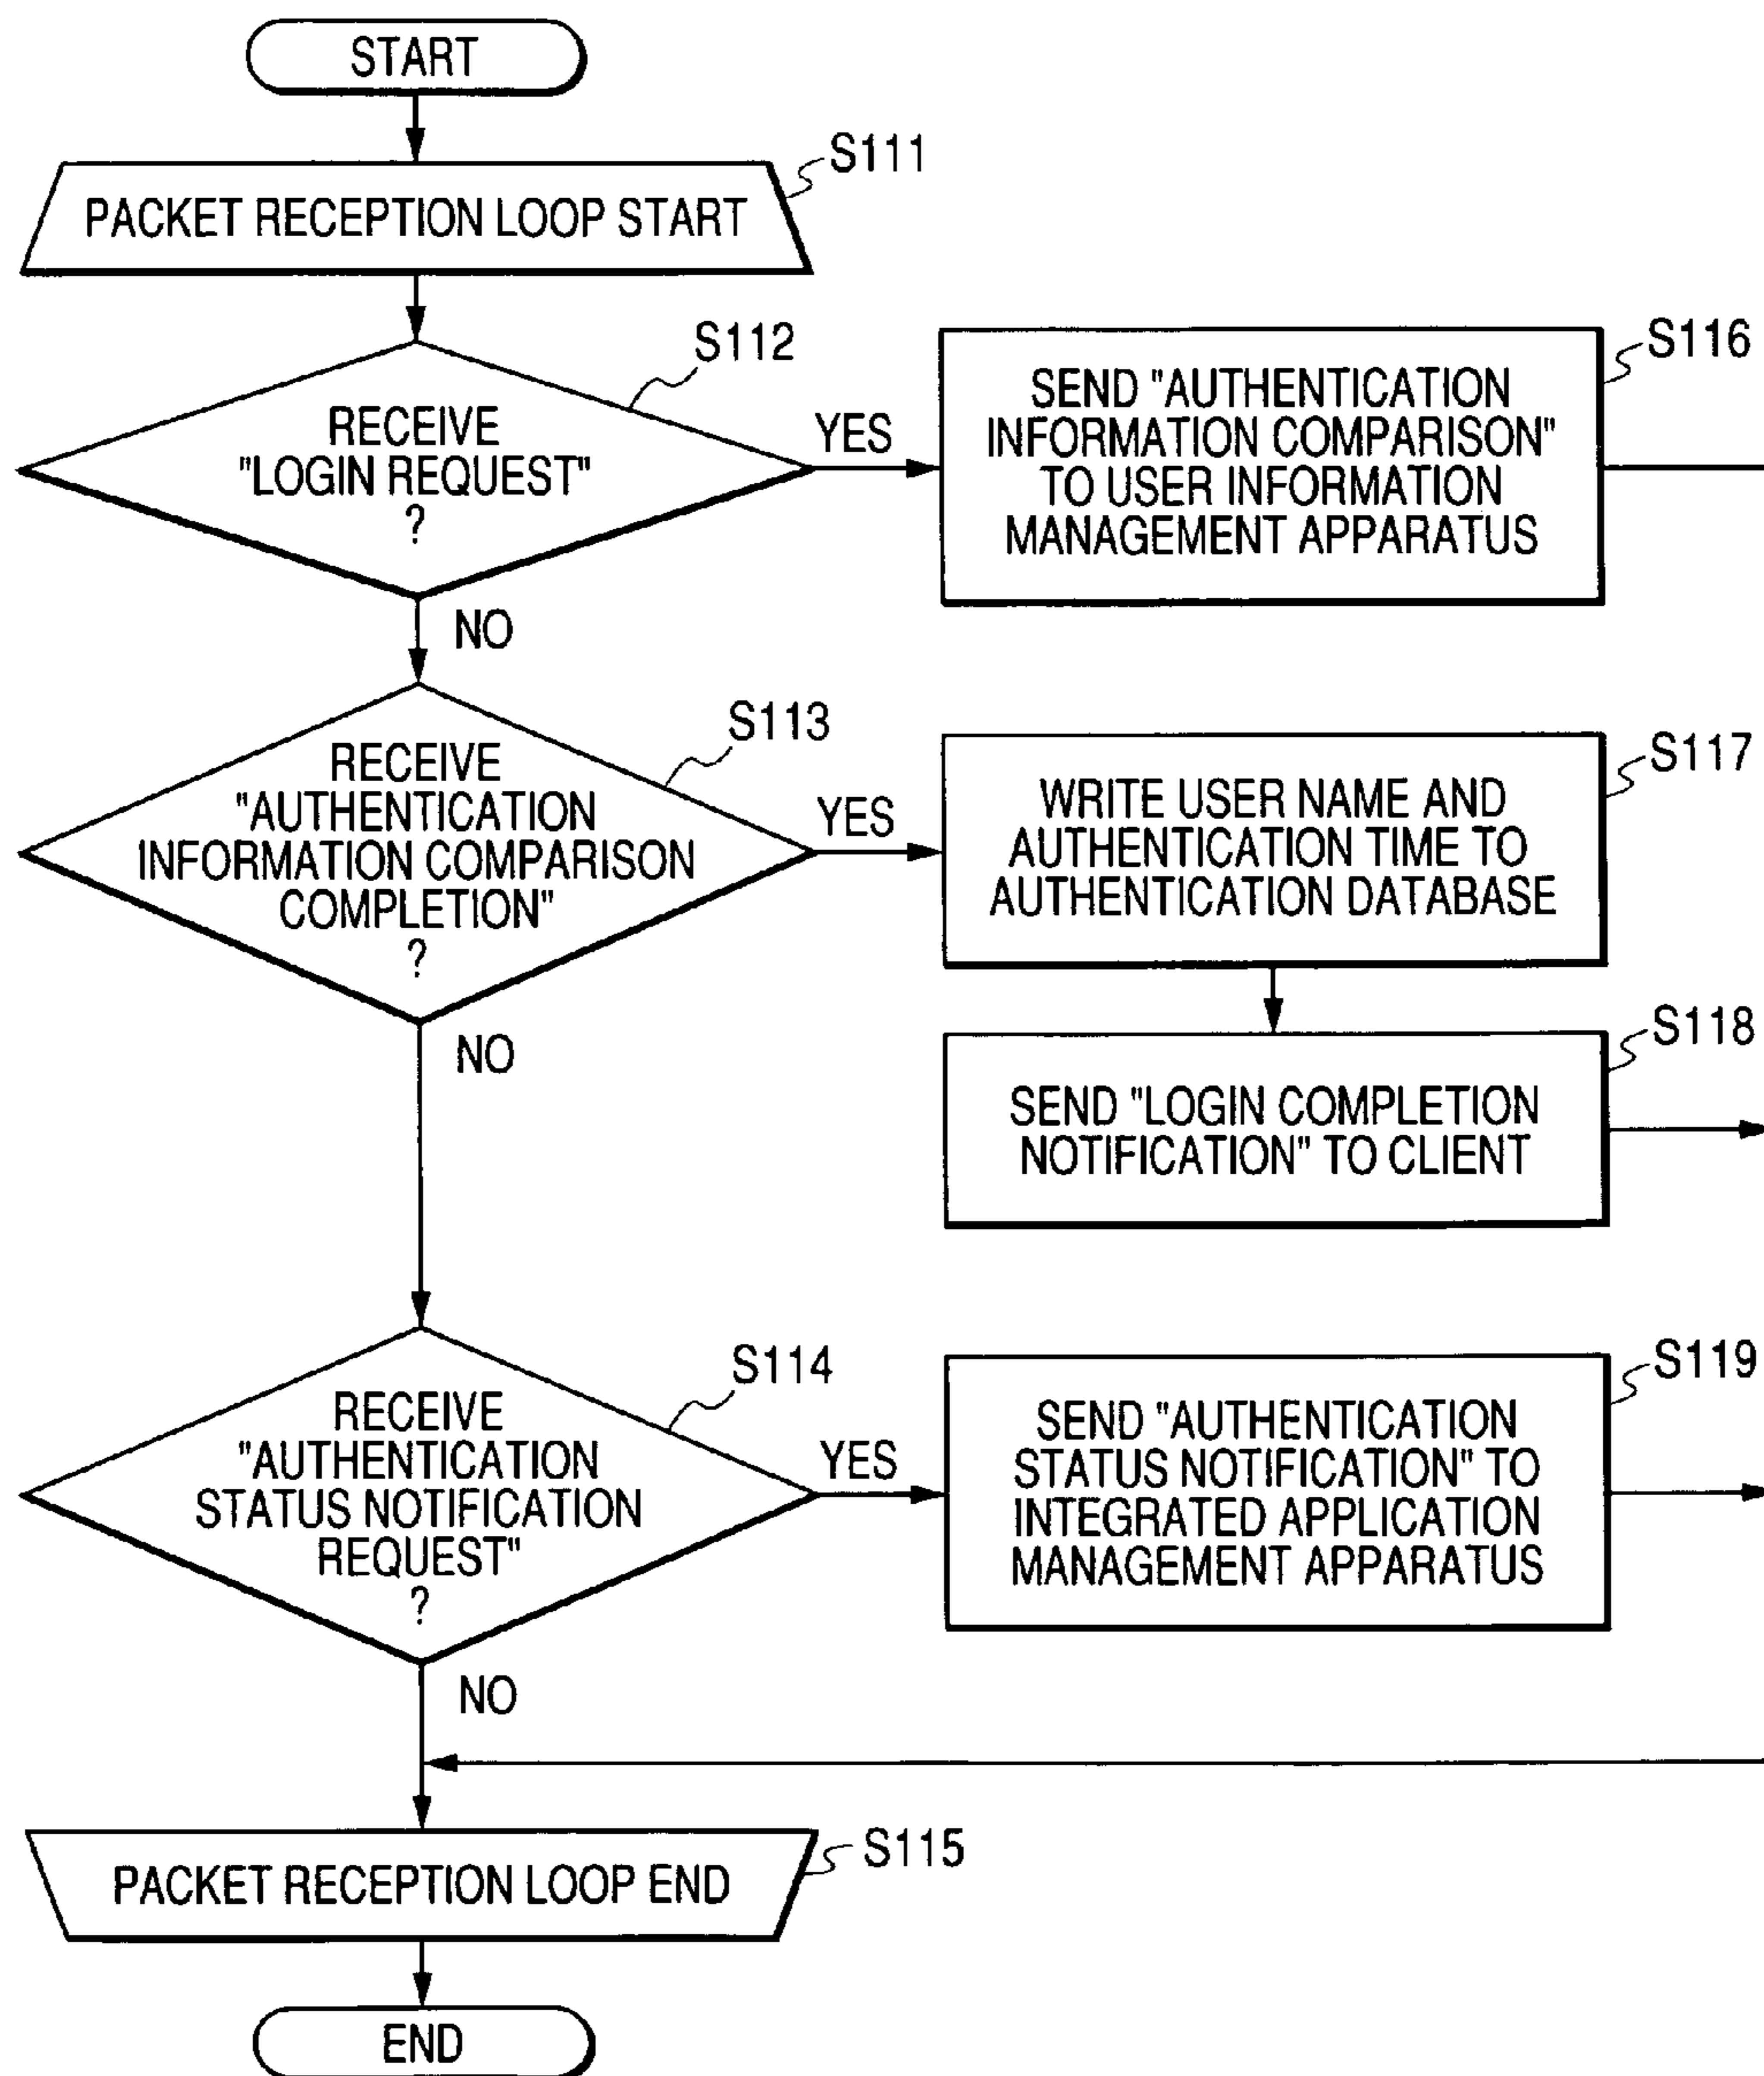 START
S111
PACKET RECEPTION LOOP START
S112
RECEIVE
"LOGIN REQUEST"
?
YES
S116
SEND "AUTHENTICATION
INFORMATION COMPARISON"
TO USER INFORMATION
MANAGEMENT APPARATUS
NO
S113
RECEIVE
"AUTHENTICATION
INFORMATION COMPARISON
COMPLETION"
?
YES
S117
WRITE USER NAME AND
AUTHENTICATION TIME TO
AUTHENTICATION DATABASE
NO
S118
SEND "LOGIN COMPLETION
NOTIFICATION" TO CLIENT
S114
RECEIVE
"AUTHENTICATION
STATUS NOTIFICATION
REQUEST"
?
YES
S119
SEND "AUTHENTICATION
STATUS NOTIFICATION" TO
INTEGRATED APPLICATION
MANAGEMENT APPARATUS
NO
S115
PACKET RECEPTION LOOP END
END